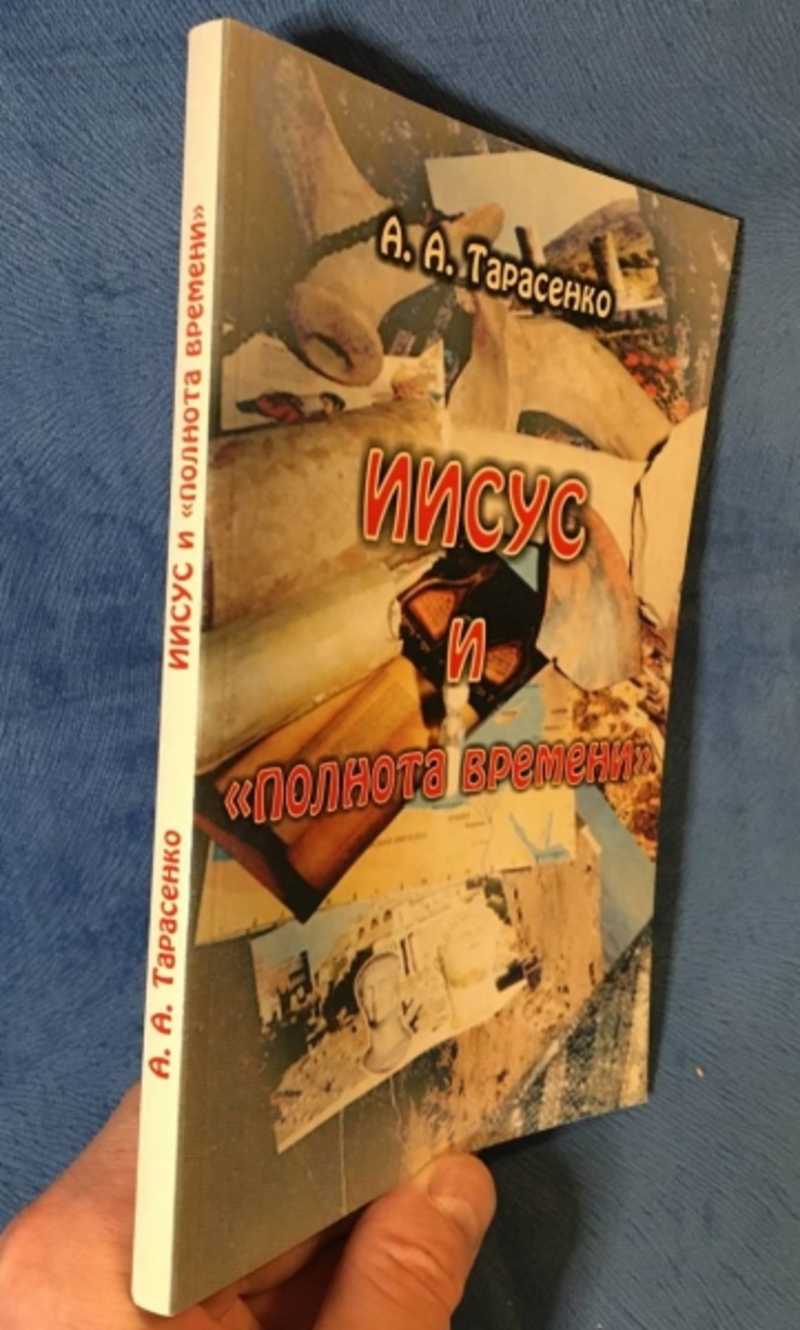 А. А. Тарасенко
ИИСУС
И
«ПОЛНОТА ВРЕМЕНИ»
А. А. Тарасенко
ИИСУС и «ПОЛНОТА ВРЕМЕНИ»